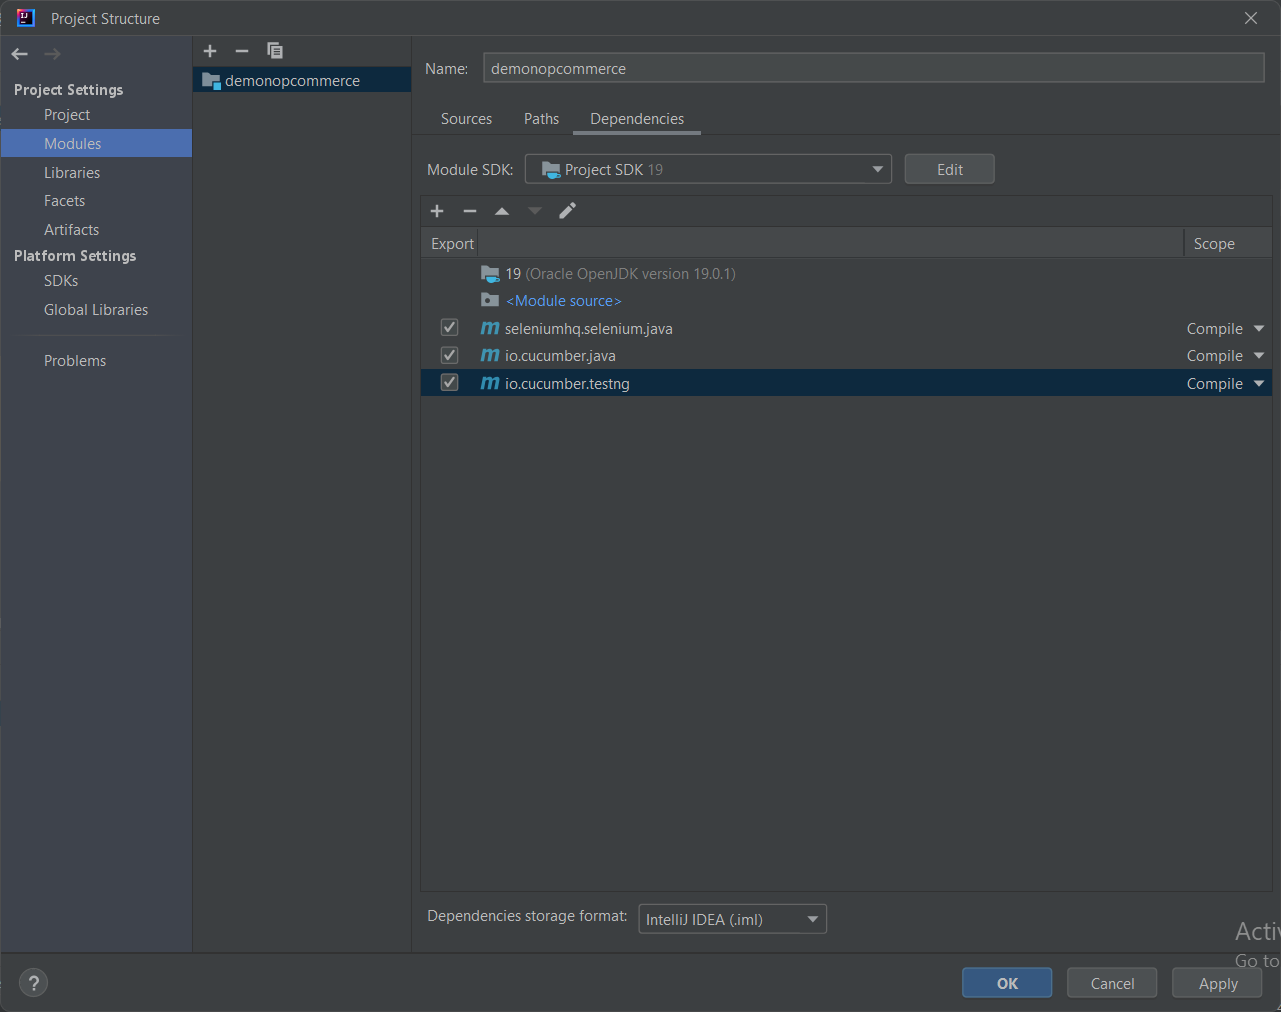 Project Structure
Project Settings
Project
Modules
Libraries
Facets
Artifacts
Platform Settings
SDKs
Global Libraries
Problems
demonopcommerce
Name: demonopcommerce
Sources Paths Dependencies
Module SDK: Project SDK 19 Edit
Export Scope
19 (Oracle OpenJDK version 19.0.1)
<Module source>
seleniumhq.selenium.java Compile
io.cucumber.java Compile
io.cucumber.testng Compile
Dependencies storage format: IntelliJ IDEA (.iml)
Activ
Go to
? OK Cancel Apply